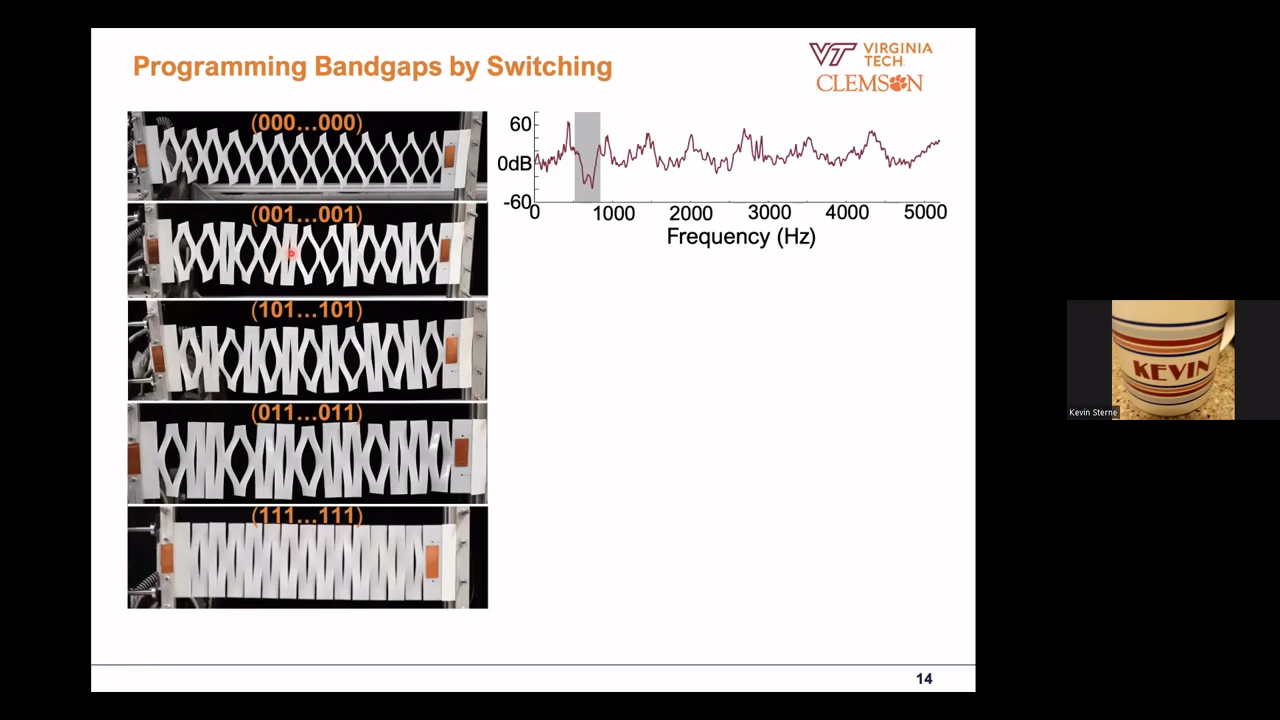 Programming Bandgaps by Switching
VIRGINIA
TECH
CLEMSON
(000...000)
(001...001)
(101...101)
(011...011)
(111...111)
60
0dB
-60
0 1000 2000 3000 4000 5000
Frequency (Hz)
KEVIN
Kevin Sterne
14